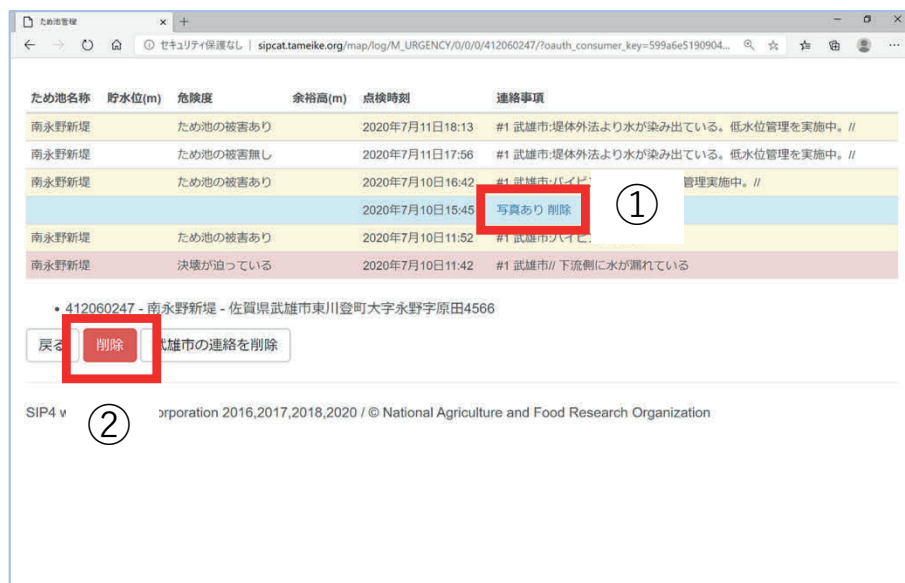 ため池管理
セキュリティ保護なし | sipcat.tameike.org/map/log/M_URGENCY/0/0/0/412060247/?oauth_consumer_key=599a6e5190904...
ため池名称 貯水位(m) 危険度 余裕高(m) 点検時刻 連絡事項
南永野新堤 ため池の被害あり 2020年7月11日18:13 #1 武雄市:堤体外法より水が染み出ている。低水位管理を実施中。//
南永野新堤 ため池の被害無し 2020年7月11日17:56 #1 武雄市:堤体外法より水が染み出ている。低水位管理を実施中。//
南永野新堤 ため池の被害あり 2020年7月10日16:42 #1 武雄市:パイピン 管理実施中。//
2020年7月10日15:45 写真あり 削除 ①
南永野新堤 ため池の被害あり 2020年7月10日11:52 #1 武雄市:パイピ
南永野新堤 決壊が迫っている 2020年7月10日11:42 #1 武雄市// 下流側に水が漏れている
• 412060247 - 南永野新堤 - 佐賀県武雄市東川登町大字永野字原田4566
戻る 削除 武雄市の連絡を削除
②
SIP4 w orporation 2016,2017,2018,2020 / © National Agriculture and Food Research Organization